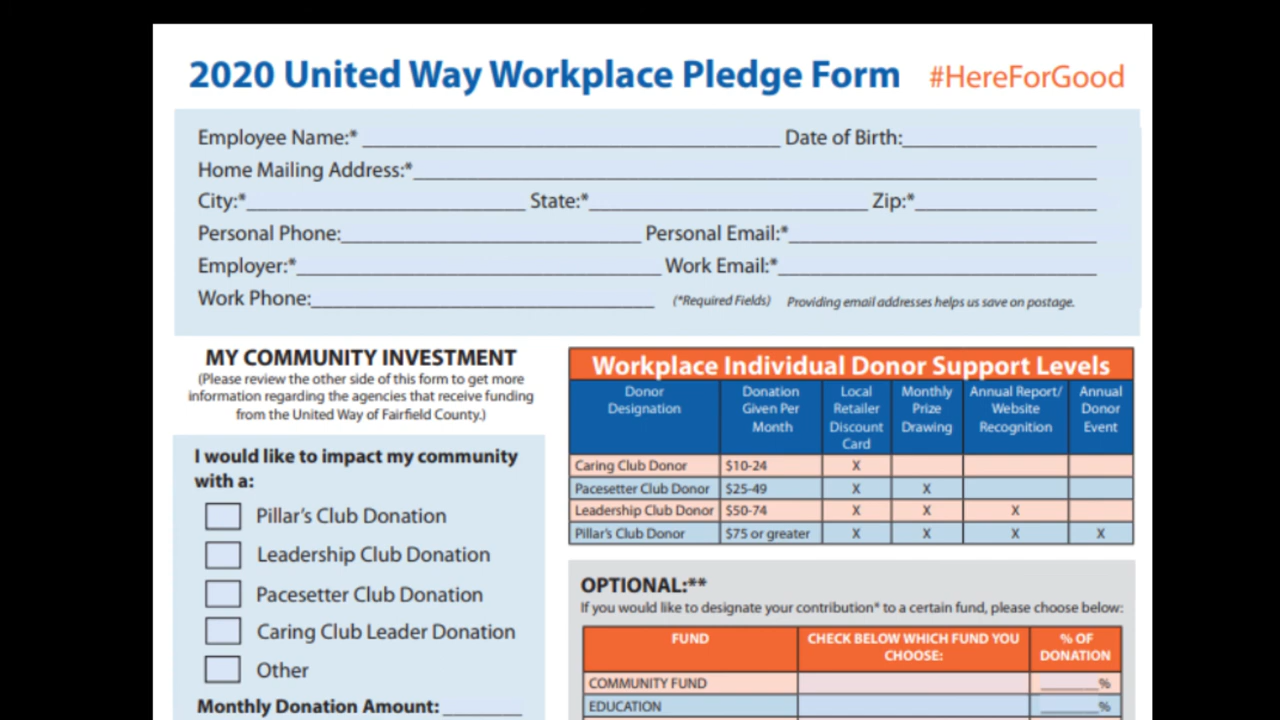 2020 United Way Workplace Pledge Form #HereForGood
Employee Name:* Date of Birth:
Home Mailing Address:*
City:* State:* Zip:*
Personal Phone: Personal Email:*
Employer:* Work Email:*
Work Phone: (*Required Fields) Providing email addresses helps us save on postage.
MY COMMUNITY INVESTMENT
(Please review the other side of this form to get more
information regarding the agencies that receive funding
from the United Way of Fairfield County.)
I would like to impact my community
with a:
Pillar's Club Donation
Leadership Club Donation
Pacesetter Club Donation
Caring Club Leader Donation
Other
Monthly Donation Amount:
Workplace Individual Donor Support Levels
Donor Designation Donation Given Per Month Local Retailer Discount Card Monthly Prize Drawing Annual Report/ Website Recognition Annual Donor Event
Caring Club Donor $10-24 X
Pacesetter Club Donor $25-49 X X
Leadership Club Donor $50-74 X X X
Pillar's Club Donor $75 or greater X X X X
OPTIONAL:**
If you would like to designate your contribution* to a certain fund, please choose below:
FUND CHECK BELOW WHICH FUND YOU CHOOSE: % OF DONATION
COMMUNITY FUND %
EDUCATION %